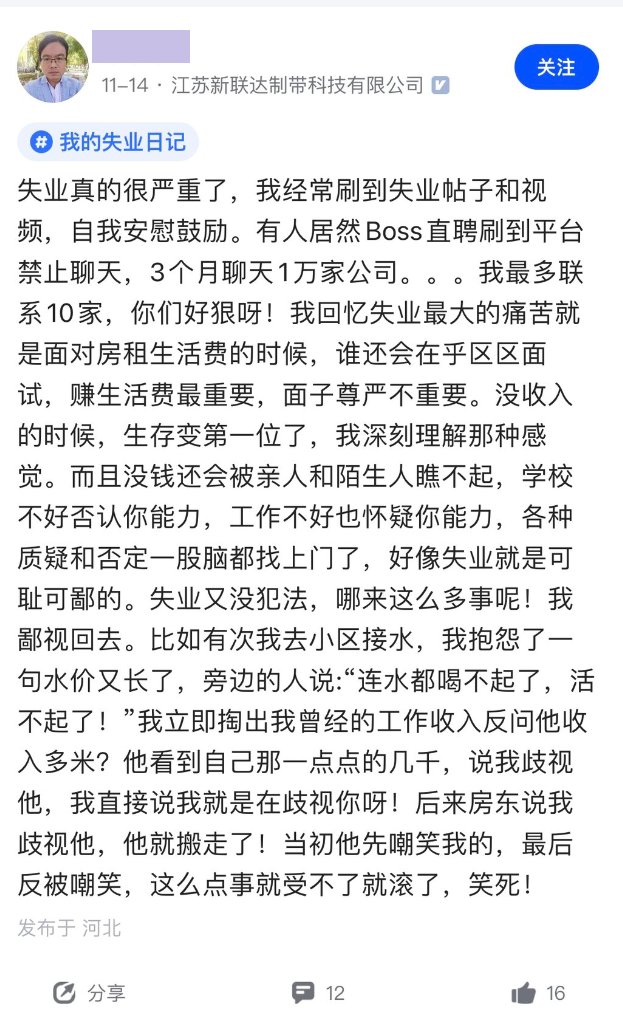 11-14 · 江苏新联达制带科技有限公司
关注
# 我的失业日记
失业真的很严重了，我经常刷到失业帖子和视
频，自我安慰鼓励。有人居然Boss直聘刷到平台
禁止聊天，3个月聊天1万家公司。。。我最多联
系10家，你们好狠呀！我回忆失业最大的痛苦就
是面对房租生活费的时候，谁还会在乎区区面
试，赚生活费最重要，面子尊严不重要。没收入
的时候，生存变第一位了，我深刻理解那种感
觉。而且没钱还会被亲人和陌生人瞧不起，学校
不好否认你能力，工作不好也怀疑你能力，各种
质疑和否定一股脑都找上门了，好像失业就是可
耻可鄙的。失业又没犯法，哪来这么多事呢！我
鄙视回去。比如有次我去小区接水，我抱怨了一
句水价又长了，旁边的人说:“连水都喝不起了，活
不起了！”我立即掏出我曾经的工作收入反问他收
入多米？他看到自己那一点点的几千，说我歧视
他，我直接说我就是在歧视你呀！后来房东说我
歧视他，他就搬走了！当初他先嘲笑我的，最后
反被嘲笑，这么点事就受不了就滚了，笑死！
发布于 河北
分享
12
16